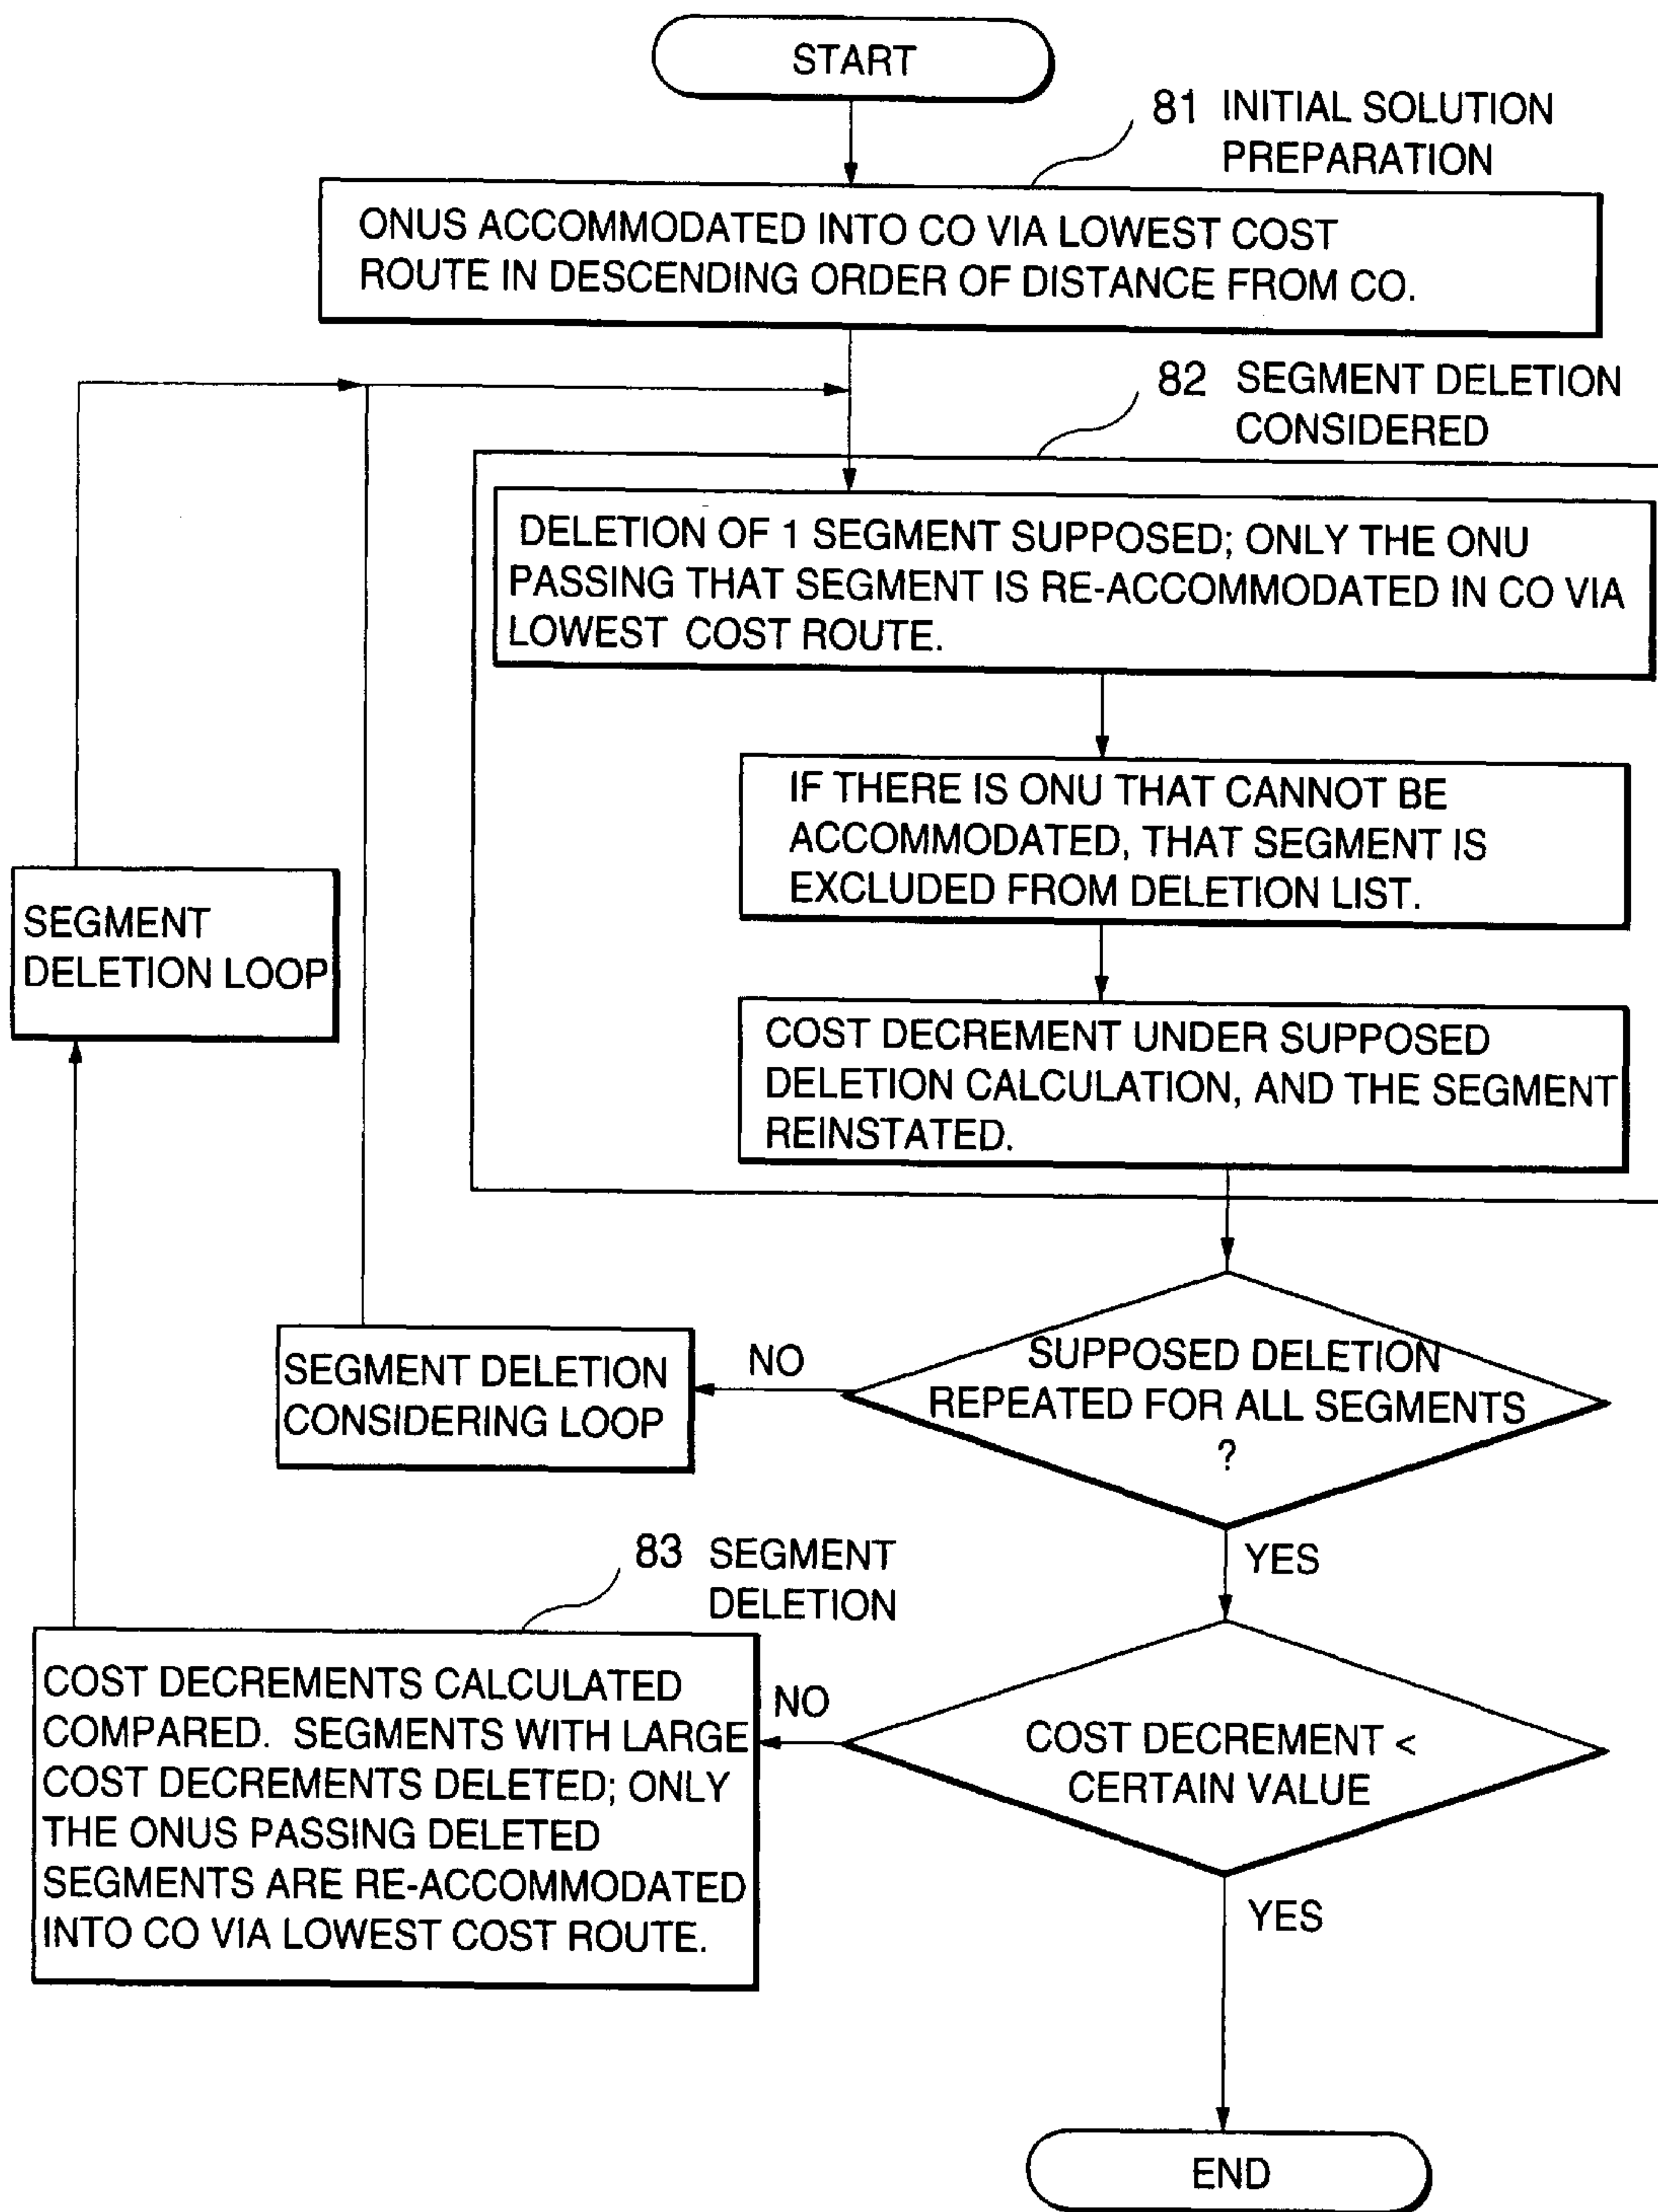 START
81 INITIAL SOLUTION
PREPARATION
ONUS ACCOMMODATED INTO CO VIA LOWEST COST
ROUTE IN DESCENDING ORDER OF DISTANCE FROM CO.
82 SEGMENT DELETION
CONSIDERED
DELETION OF 1 SEGMENT SUPPOSED; ONLY THE ONU
PASSING THAT SEGMENT IS RE-ACCOMMODATED IN CO VIA
LOWEST COST ROUTE.
IF THERE IS ONU THAT CANNOT BE
ACCOMMODATED, THAT SEGMENT IS
EXCLUDED FROM DELETION LIST.
SEGMENT
DELETION LOOP
COST DECREMENT UNDER SUPPOSED
DELETION CALCULATION, AND THE SEGMENT
REINSTATED.
SUPPOSED DELETION
REPEATED FOR ALL SEGMENTS
?
NO
SEGMENT DELETION
CONSIDERING LOOP
YES
83 SEGMENT
DELETION
COST DECREMENTS CALCULATED
COMPARED. SEGMENTS WITH LARGE
COST DECREMENTS DELETED; ONLY
THE ONUS PASSING DELETED
SEGMENTS ARE RE-ACCOMMODATED
INTO CO VIA LOWEST COST ROUTE.
NO
COST DECREMENT <
CERTAIN VALUE
YES
END